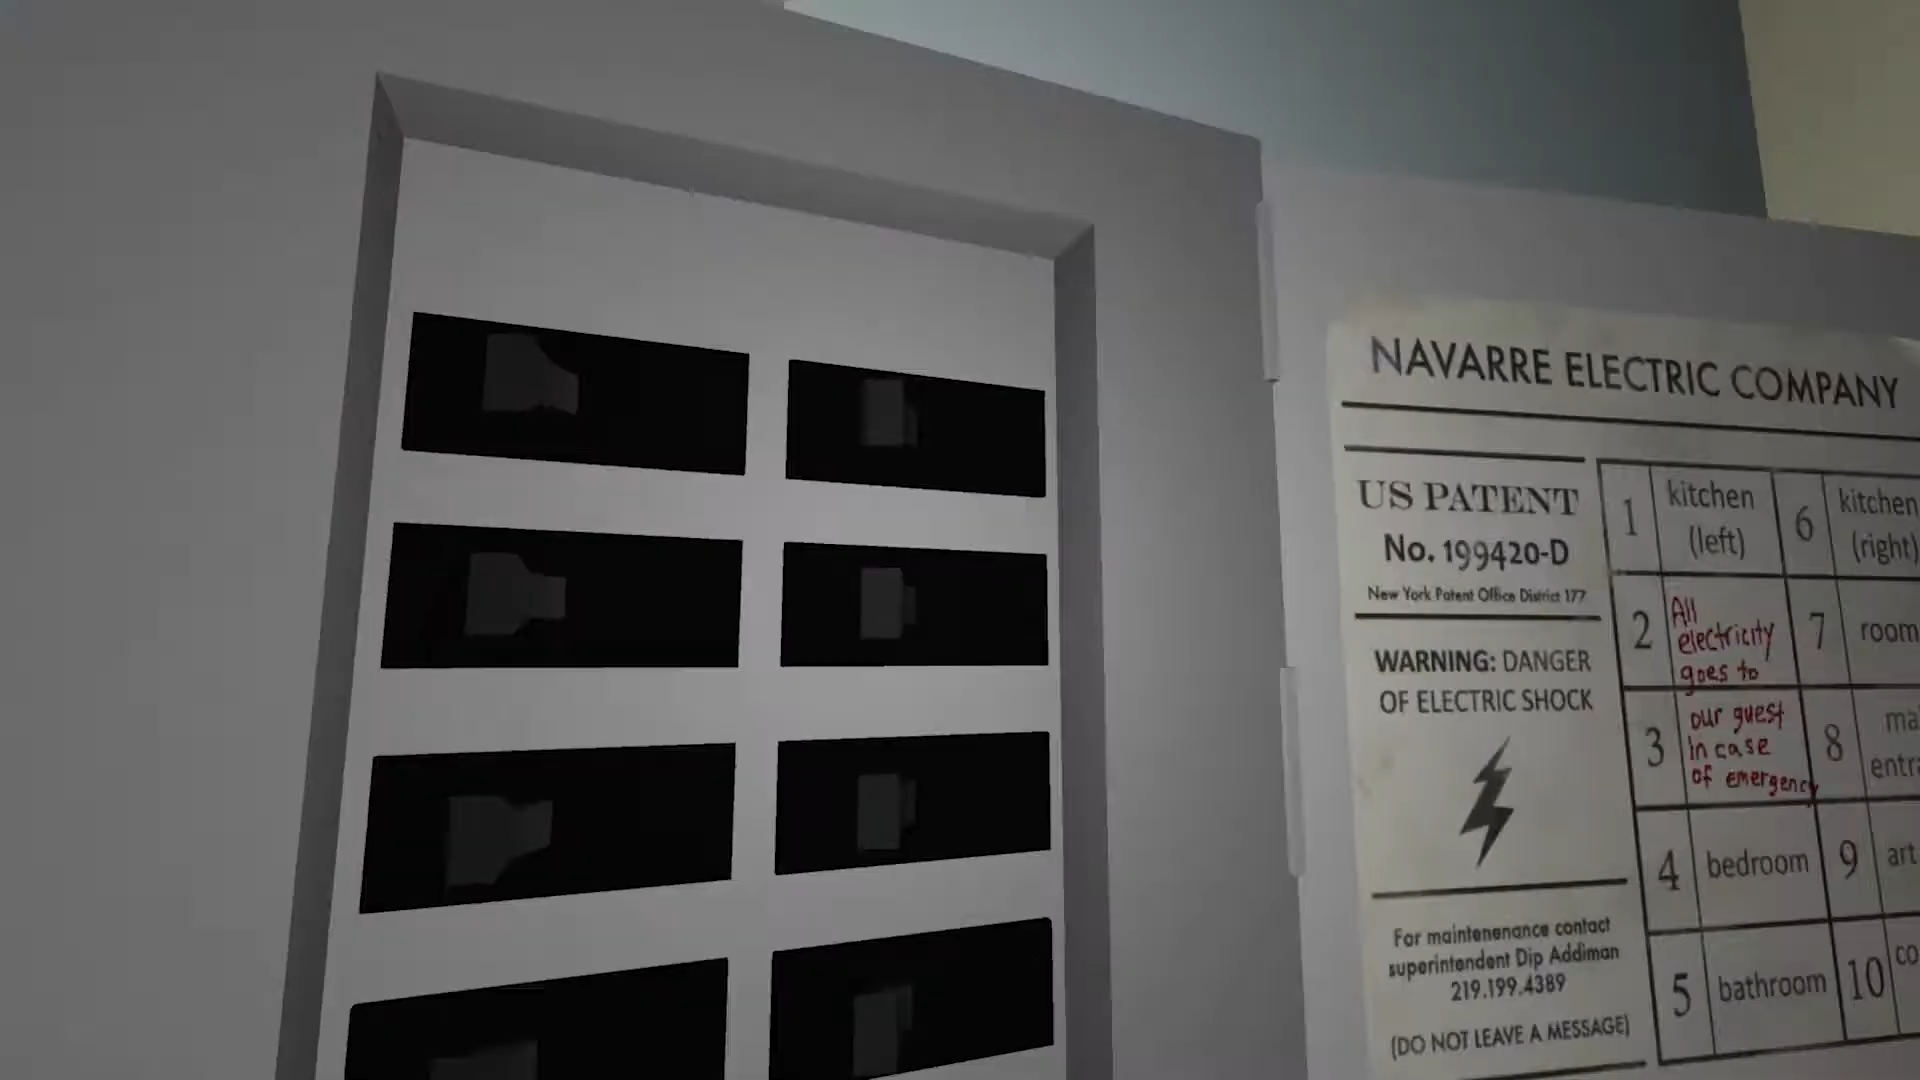 NAVARRE ELECTRIC COMPANY
US PATENT
No. 199420-D
New York Patent Office District 177
WARNING: DANGER
OF ELECTRIC SHOCK
For maintenenance contact
superintendent Dip Addiman
219.199.4389
(DO NOT LEAVE A MESSAGE)
1 kitchen
(left)
6 kitchen
(right)
2 All
electricity
goes to
7 room
3 our guest
in case
of emergency
8
4 bedroom 9 art
5 bathroom 10